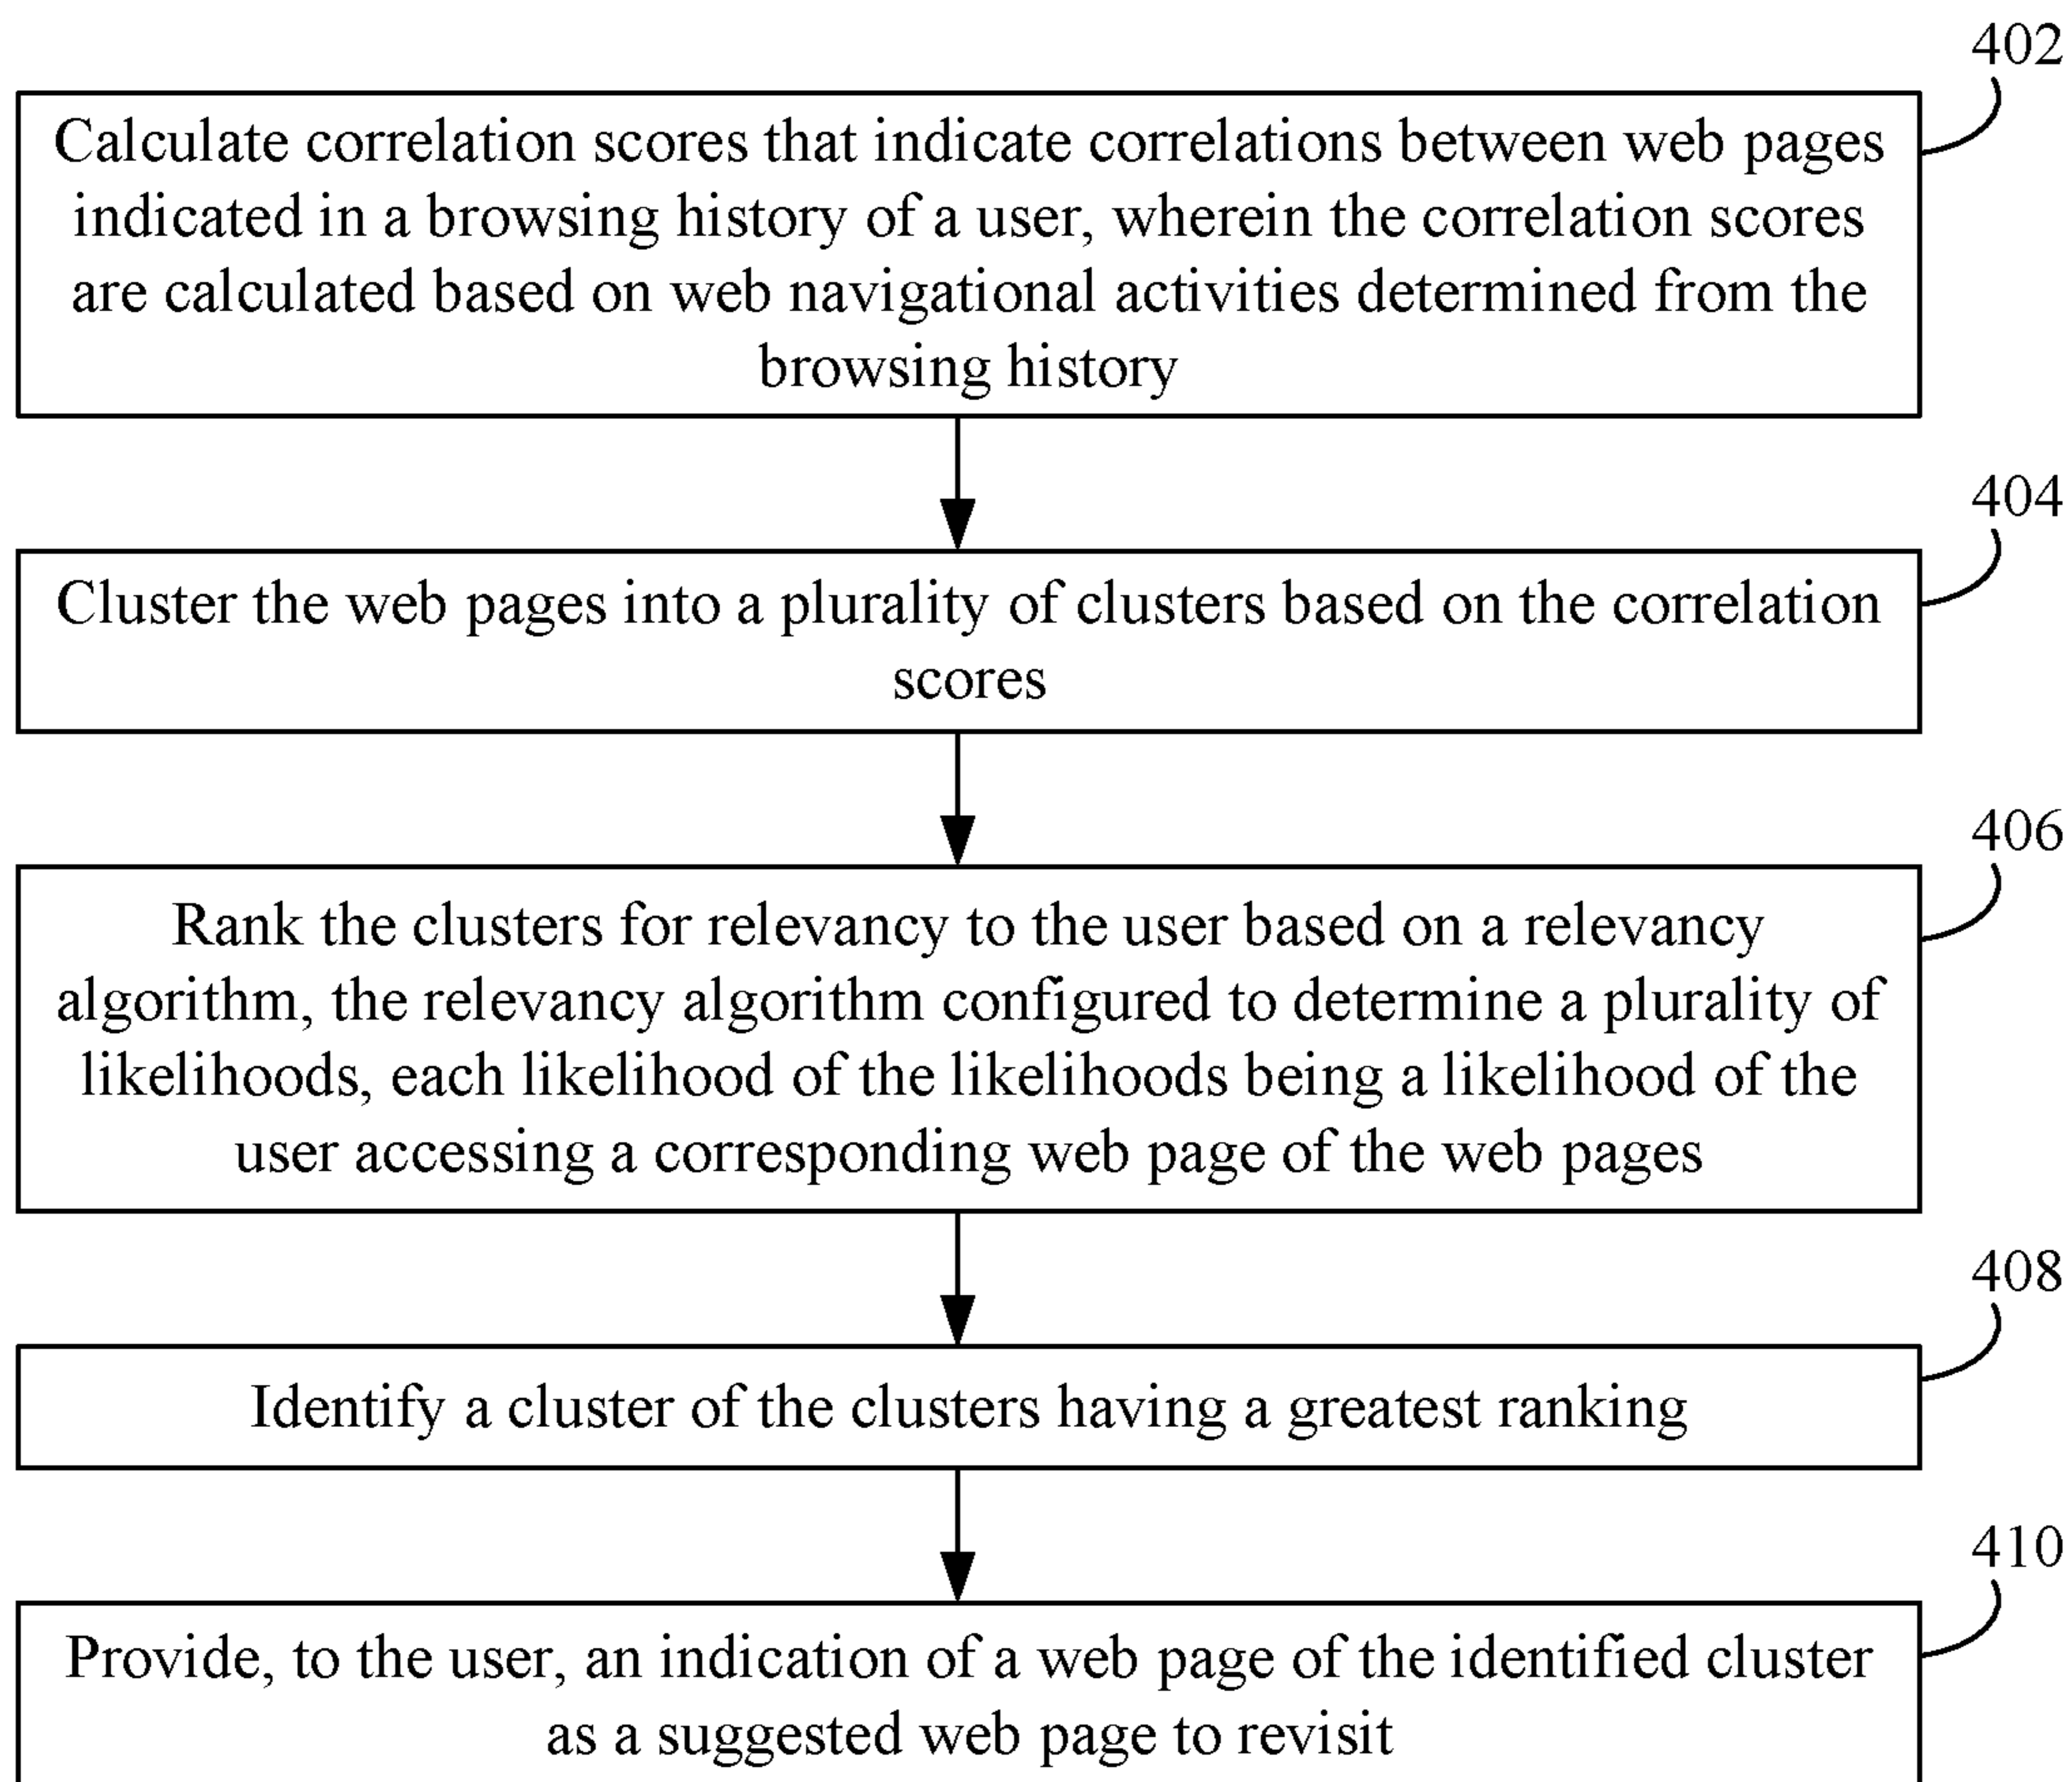 402
Calculate correlation scores that indicate correlations between web pages
indicated in a browsing history of a user, wherein the correlation scores
are calculated based on web navigational activities determined from the
browsing history
404
Cluster the web pages into a plurality of clusters based on the correlation
scores
406
Rank the clusters for relevancy to the user based on a relevancy
algorithm, the relevancy algorithm configured to determine a plurality of
likelihoods, each likelihood of the likelihoods being a likelihood of the
user accessing a corresponding web page of the web pages
408
Identify a cluster of the clusters having a greatest ranking
410
Provide, to the user, an indication of a web page of the identified cluster
as a suggested web page to revisit